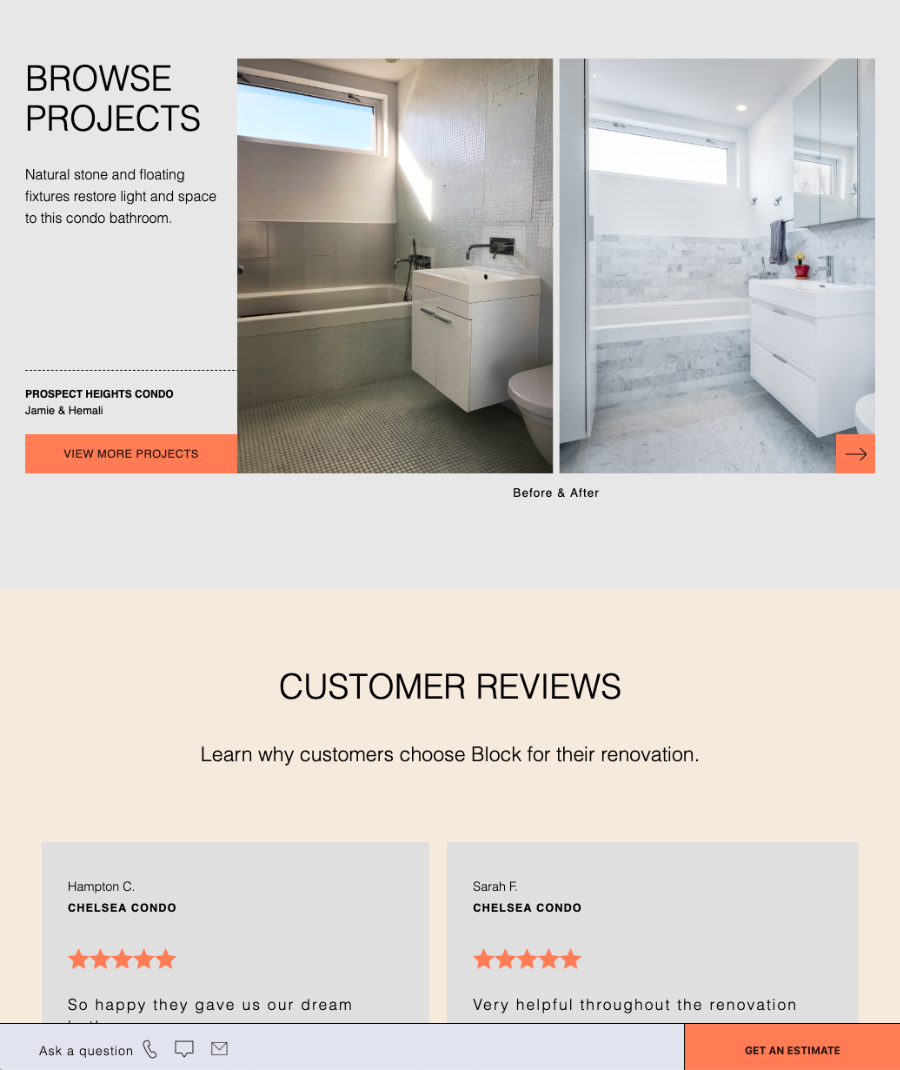 BROWSE
PROJECTS
Natural stone and floating
fixtures restore light and space
to this condo bathroom.
PROSPECT HEIGHTS CONDO
Jamie & Hemali
VIEW MORE PROJECTS
Before & After
CUSTOMER REVIEWS
Learn why customers choose Block for their renovation.
Hampton C.
CHELSEA CONDO
So happy they gave us our dream
Sarah F.
CHELSEA CONDO
Very helpful throughout the renovation
Ask a question
GET AN ESTIMATE